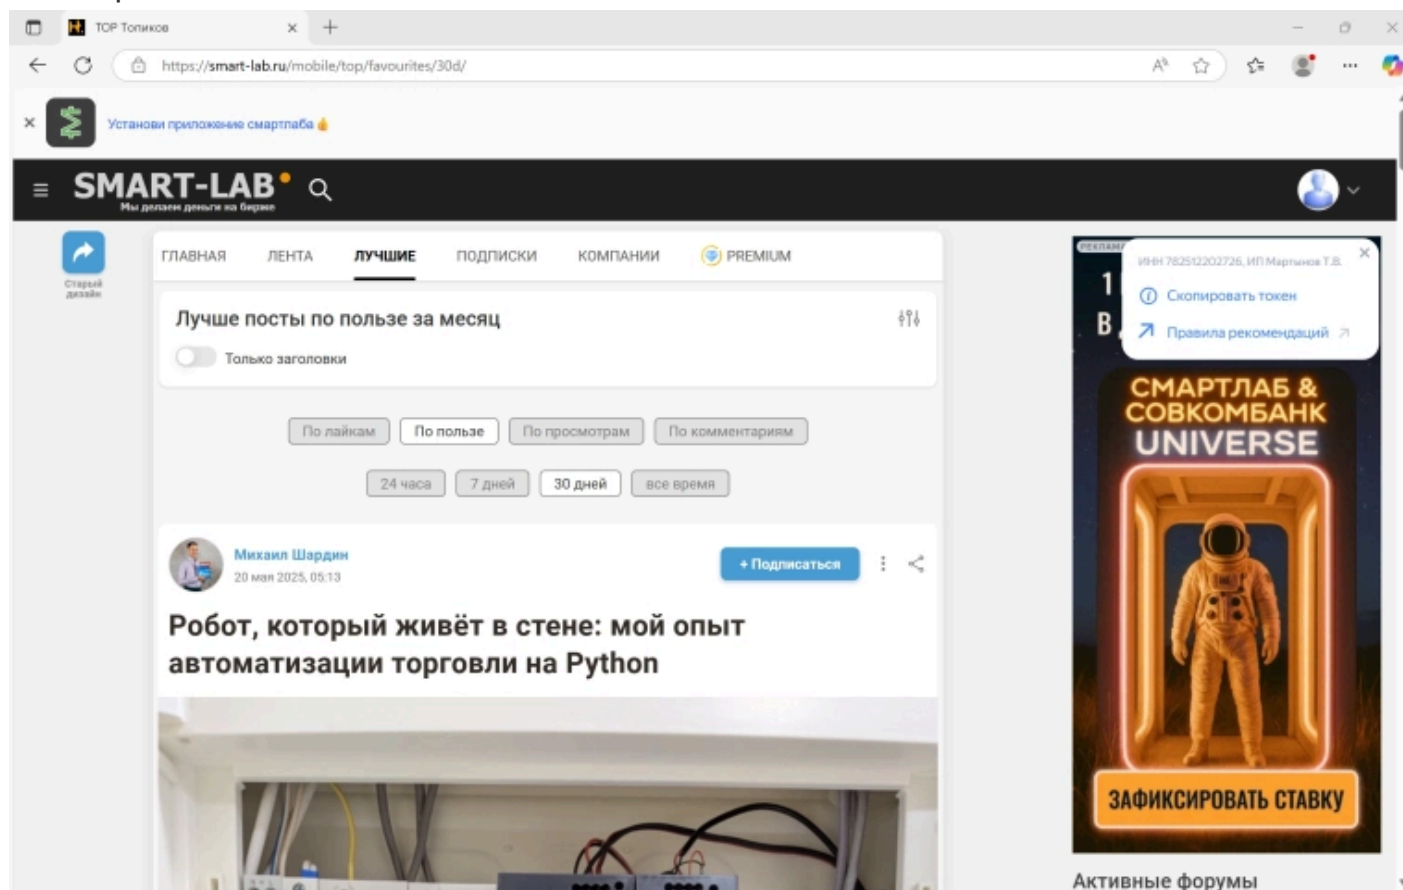 ТОР Топиков
https://smart-lab.ru/mobile/top/favourites/30d/
Установи приложение смартлаба
SMART-LAB
Мы делаем деньги на бирже
Старый
дизайн
ГЛАВНАЯ ЛЕНТА ЛУЧШИЕ ПОДПИСКИ КОМПАНИИ PREMIUM
Лучше посты по пользе за месяц
Только заголовки
По лайкам По пользе По просмотрам По комментариям
24 часа 7 дней 30 дней все время
Михаил Шардин
20 мая 2025, 05:13
+ Подписаться
Робот, который живёт в стене: мой опыт
автоматизации торговли на Python
ИНН 782512202726, ИП Мартынов Т.В.
Скопировать токен
Правила рекомендаций
СМАРТЛАБ &
СОВКОМБАНК
UNIVERSE
ЗАФИКСИРОВАТЬ СТАВКУ
Активные форумы